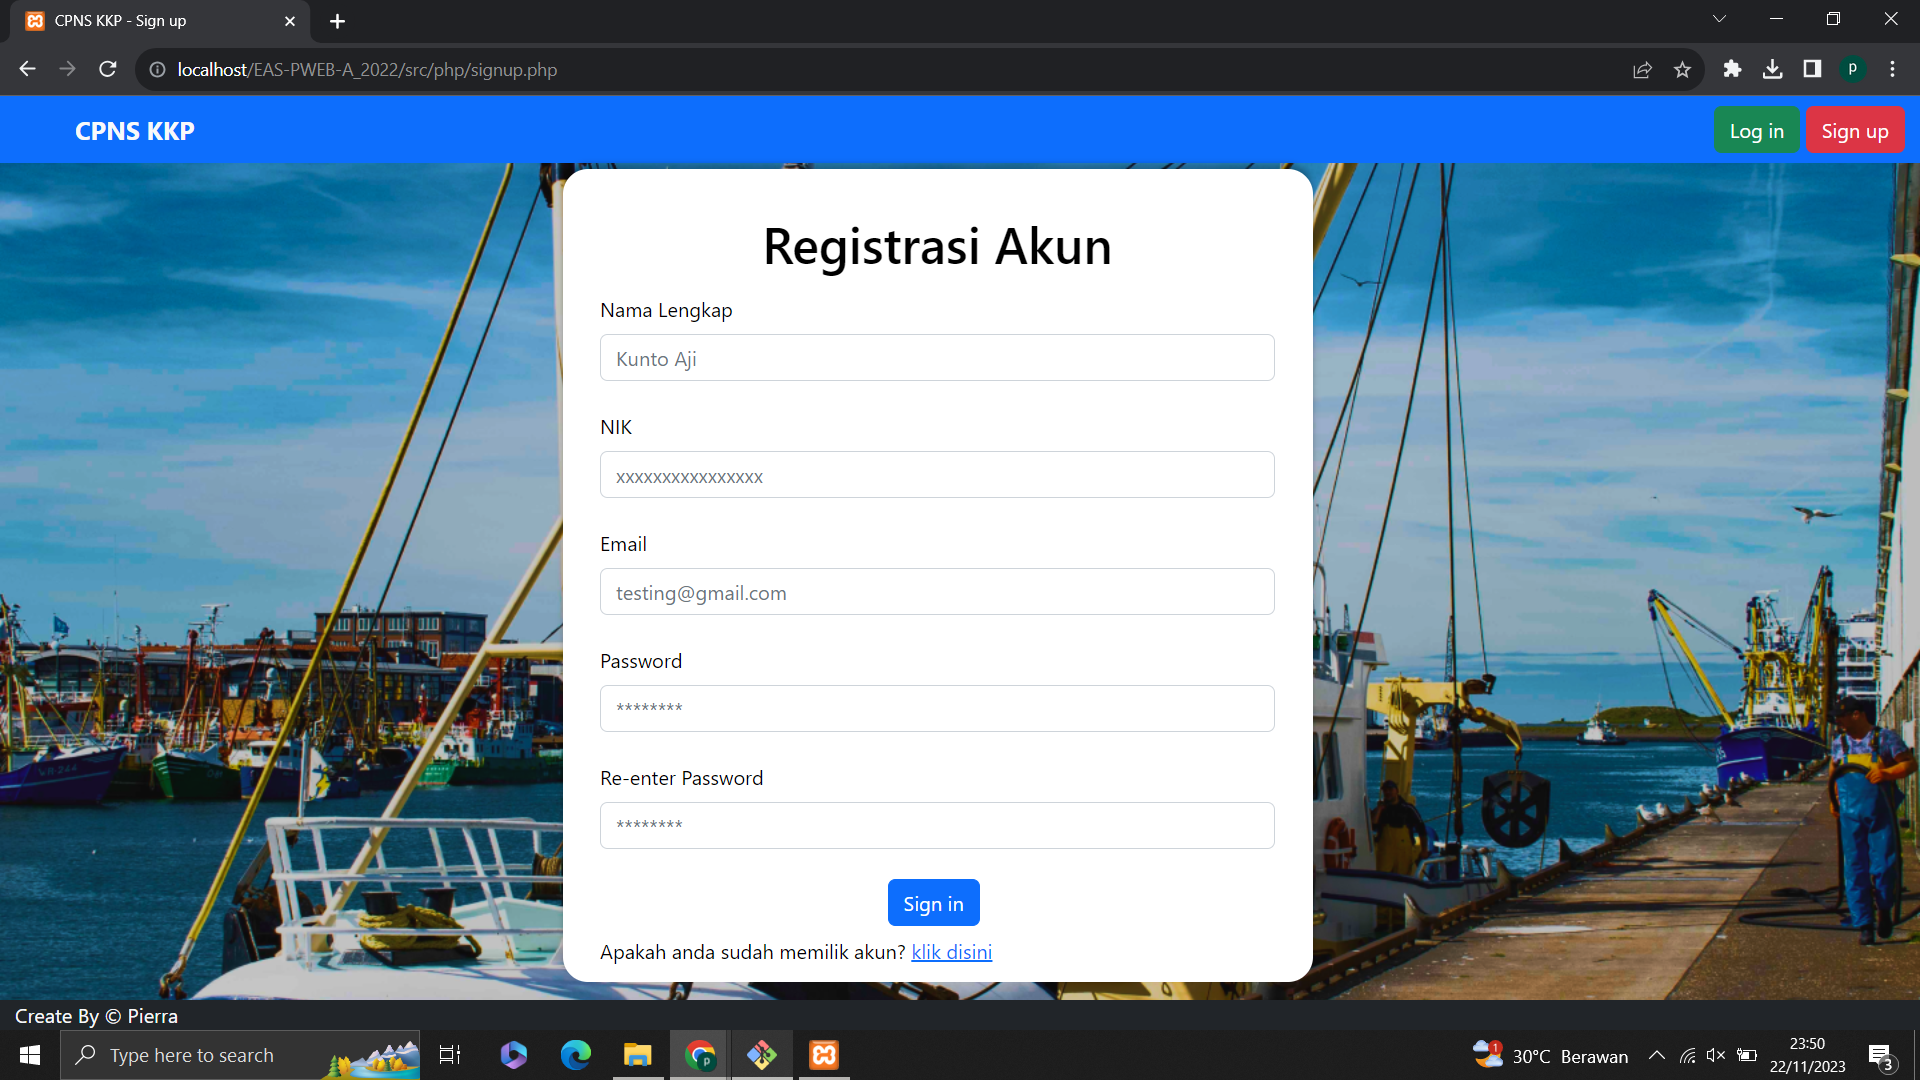 CPNS KKP - Sign up
localhost/EAS-PWEB-A_2022/src/php/signup.php
p
CPNS KKP
Log in
Sign up
Registrasi Akun
Nama Lengkap
Kunto Aji
NIK
xxxxxxxxxxxxxxxx
Email
testing@gmail.com
Password
********
Re-enter Password
********
Sign in
Apakah anda sudah memilik akun? klik disini
Create By © Pierra
Type here to search
p
1
30°C Berawan
23:50
22/11/2023
3